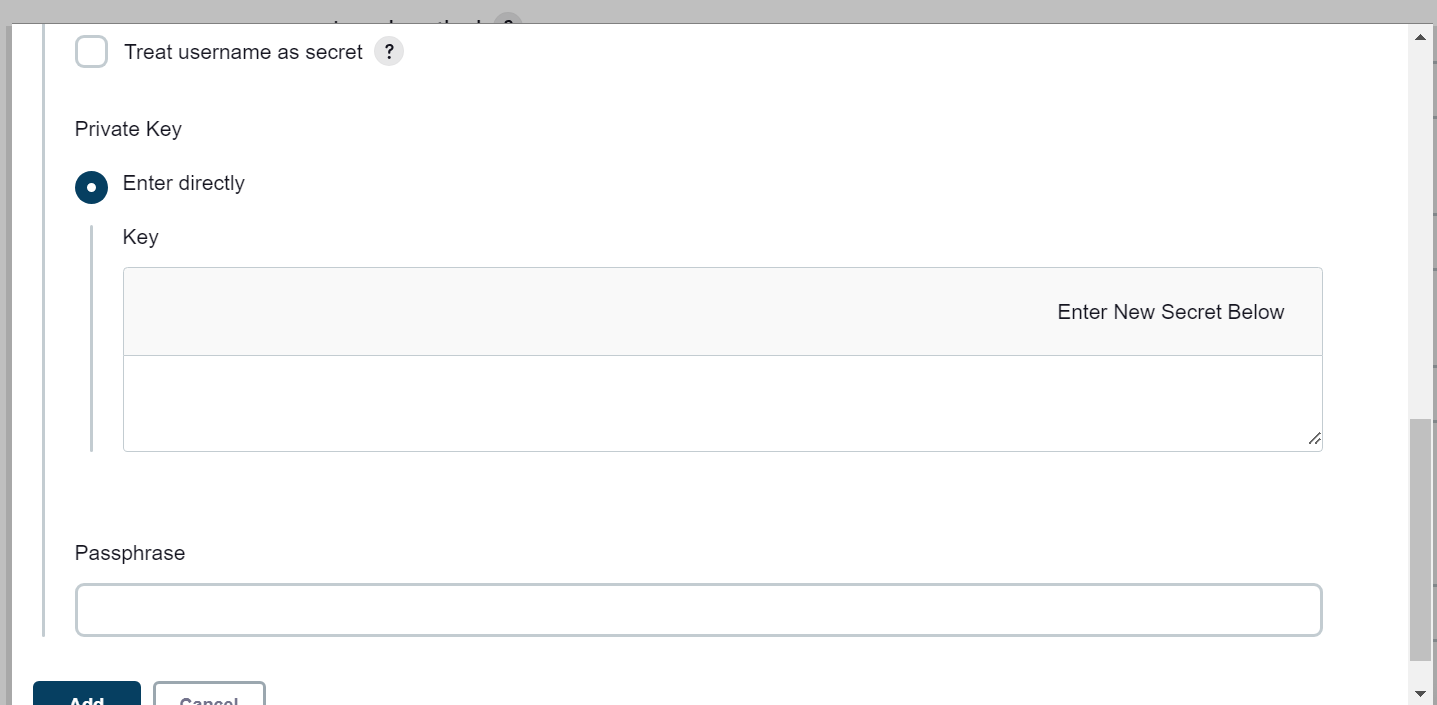 ?
Treat username as secret ?
Private Key
Enter directly
Key
Enter New Secret Below
Passphrase
Add
Cancel